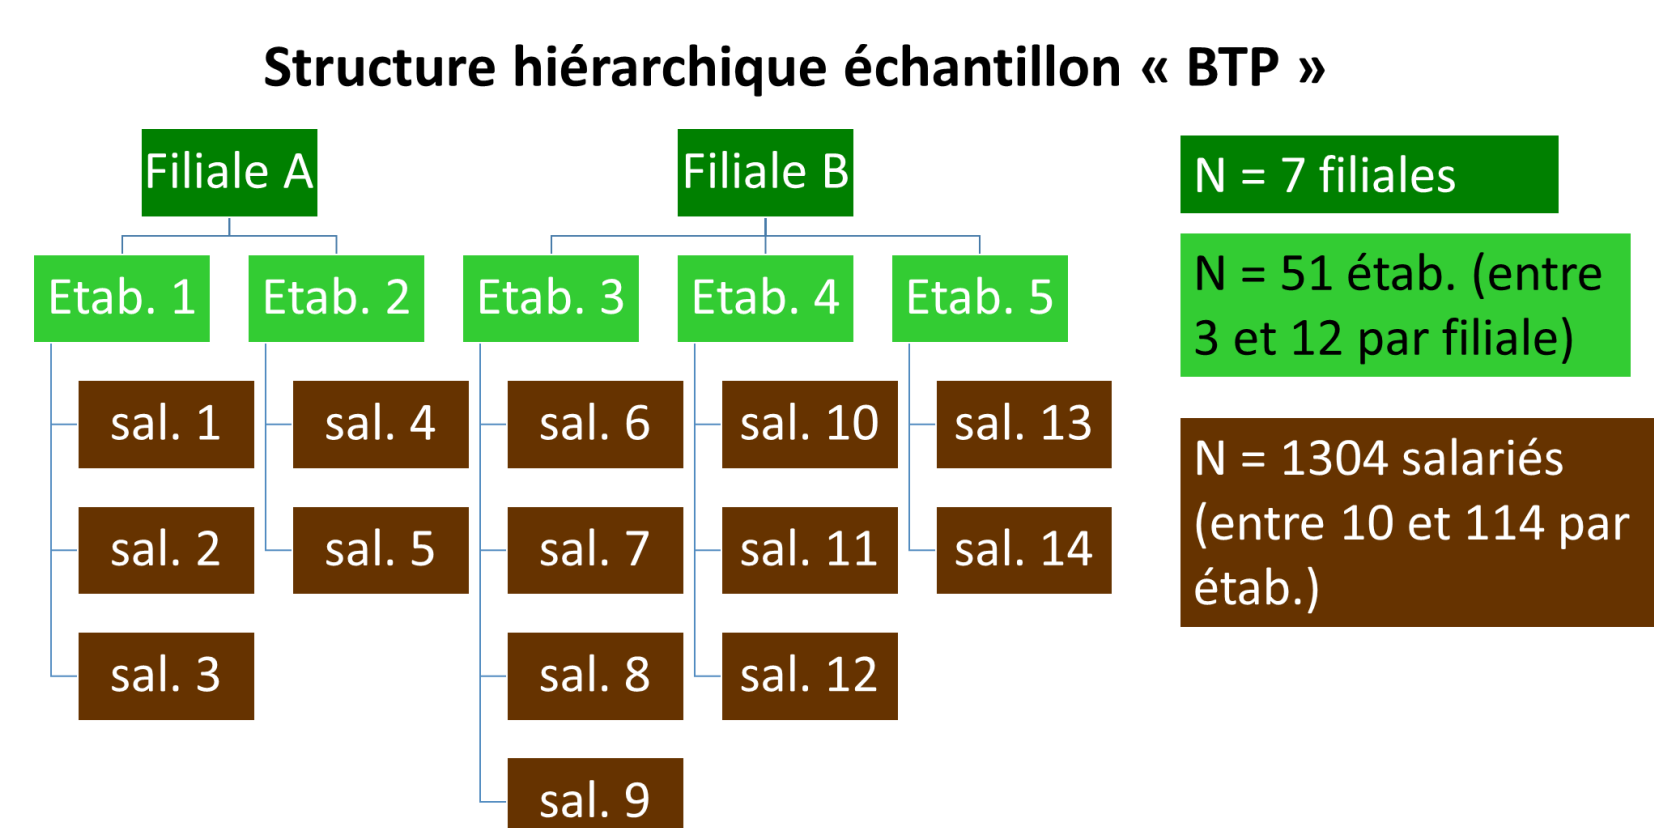 Structure hiérarchique échantillon « BTP »
Filiale A
Filiale B
Etab. 1
Etab. 2
Etab. 3
Etab. 4
Etab. 5
sal. 1
sal. 4
sal. 6
sal. 10
sal. 13
sal. 2
sal. 5
sal. 7
sal. 11
sal. 14
sal. 3
sal. 8
sal. 12
sal. 9
N = 7 filiales
N = 51 étab. (entre
3 et 12 par filiale)
N = 1304 salariés
(entre 10 et 114 par
étab.)